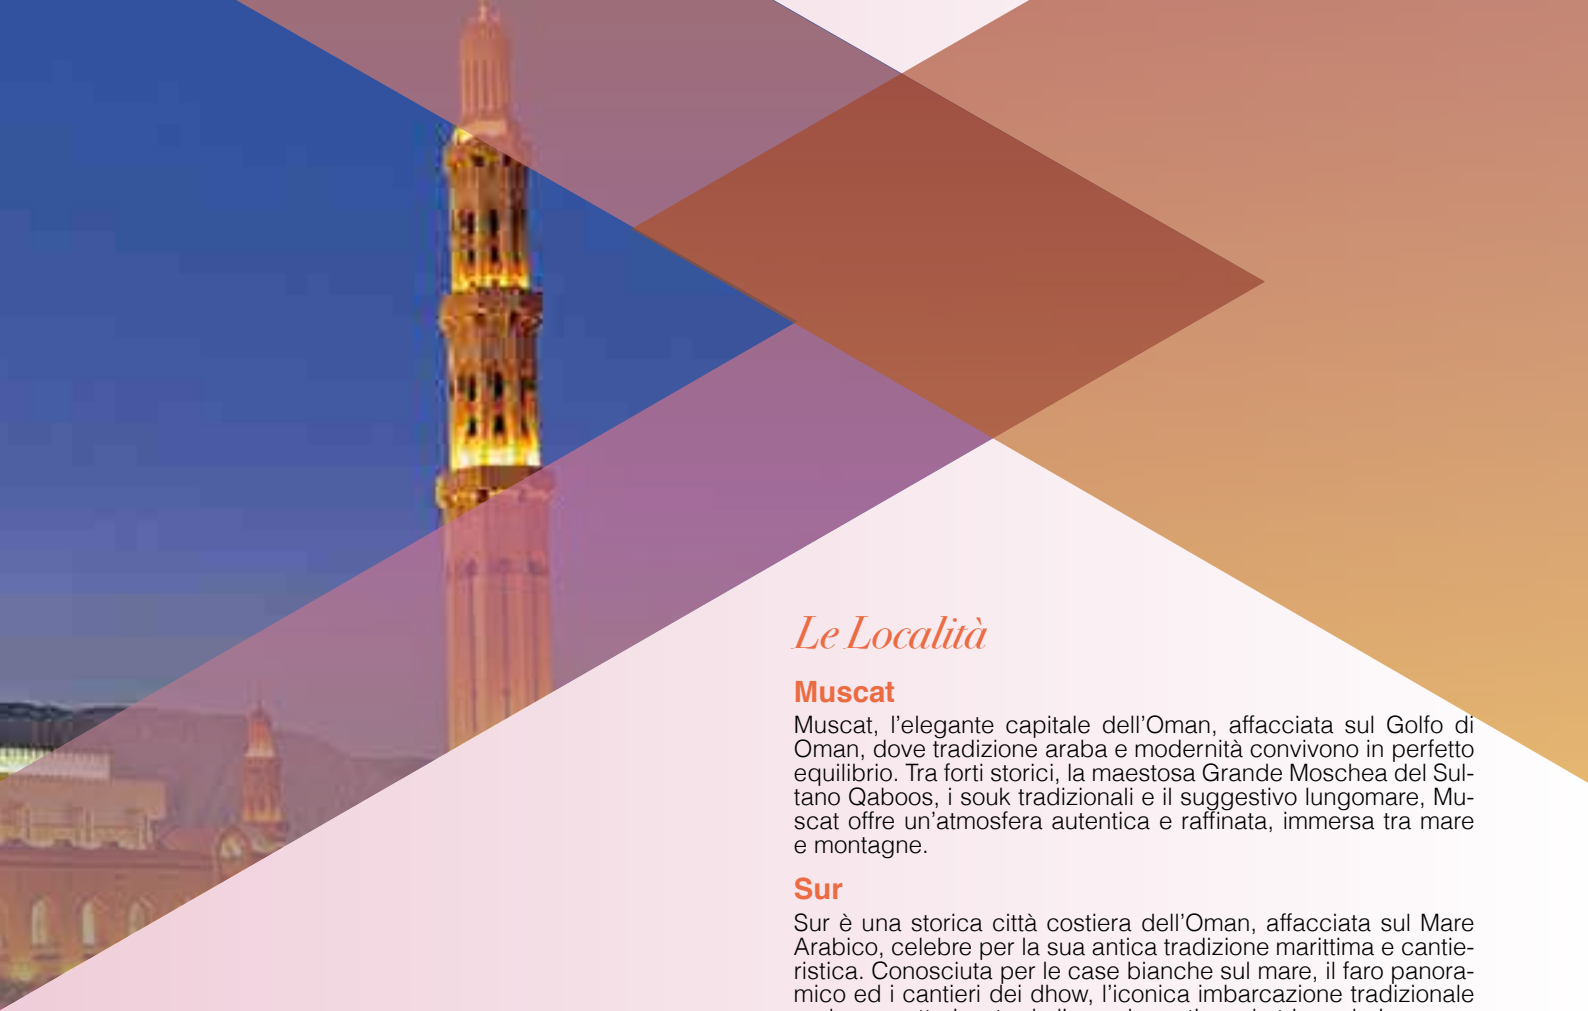 Le Località
Muscat
Muscat, l’elegante capitale dell’Oman, affacciata sul Golfo di
Oman, dove tradizione araba e modernità convivono in perfetto
equilibrio. Tra forti storici, la maestosa Grande Moschea del Sul-
tano Qaboos, i souk tradizionali e il suggestivo lungomare, Mu-
scat offre un’atmosfera autentica e raffinata, immersa tra mare
e montagne.
Sur
Sur è una storica città costiera dell’Oman, affacciata sul Mare
Arabico, celebre per la sua antica tradizione marittima e cantie-
ristica. Conosciuta per le case bianche sul mare, il faro panora-
mico ed i cantieri dei dhow, l’iconica imbarcazione tradizionale